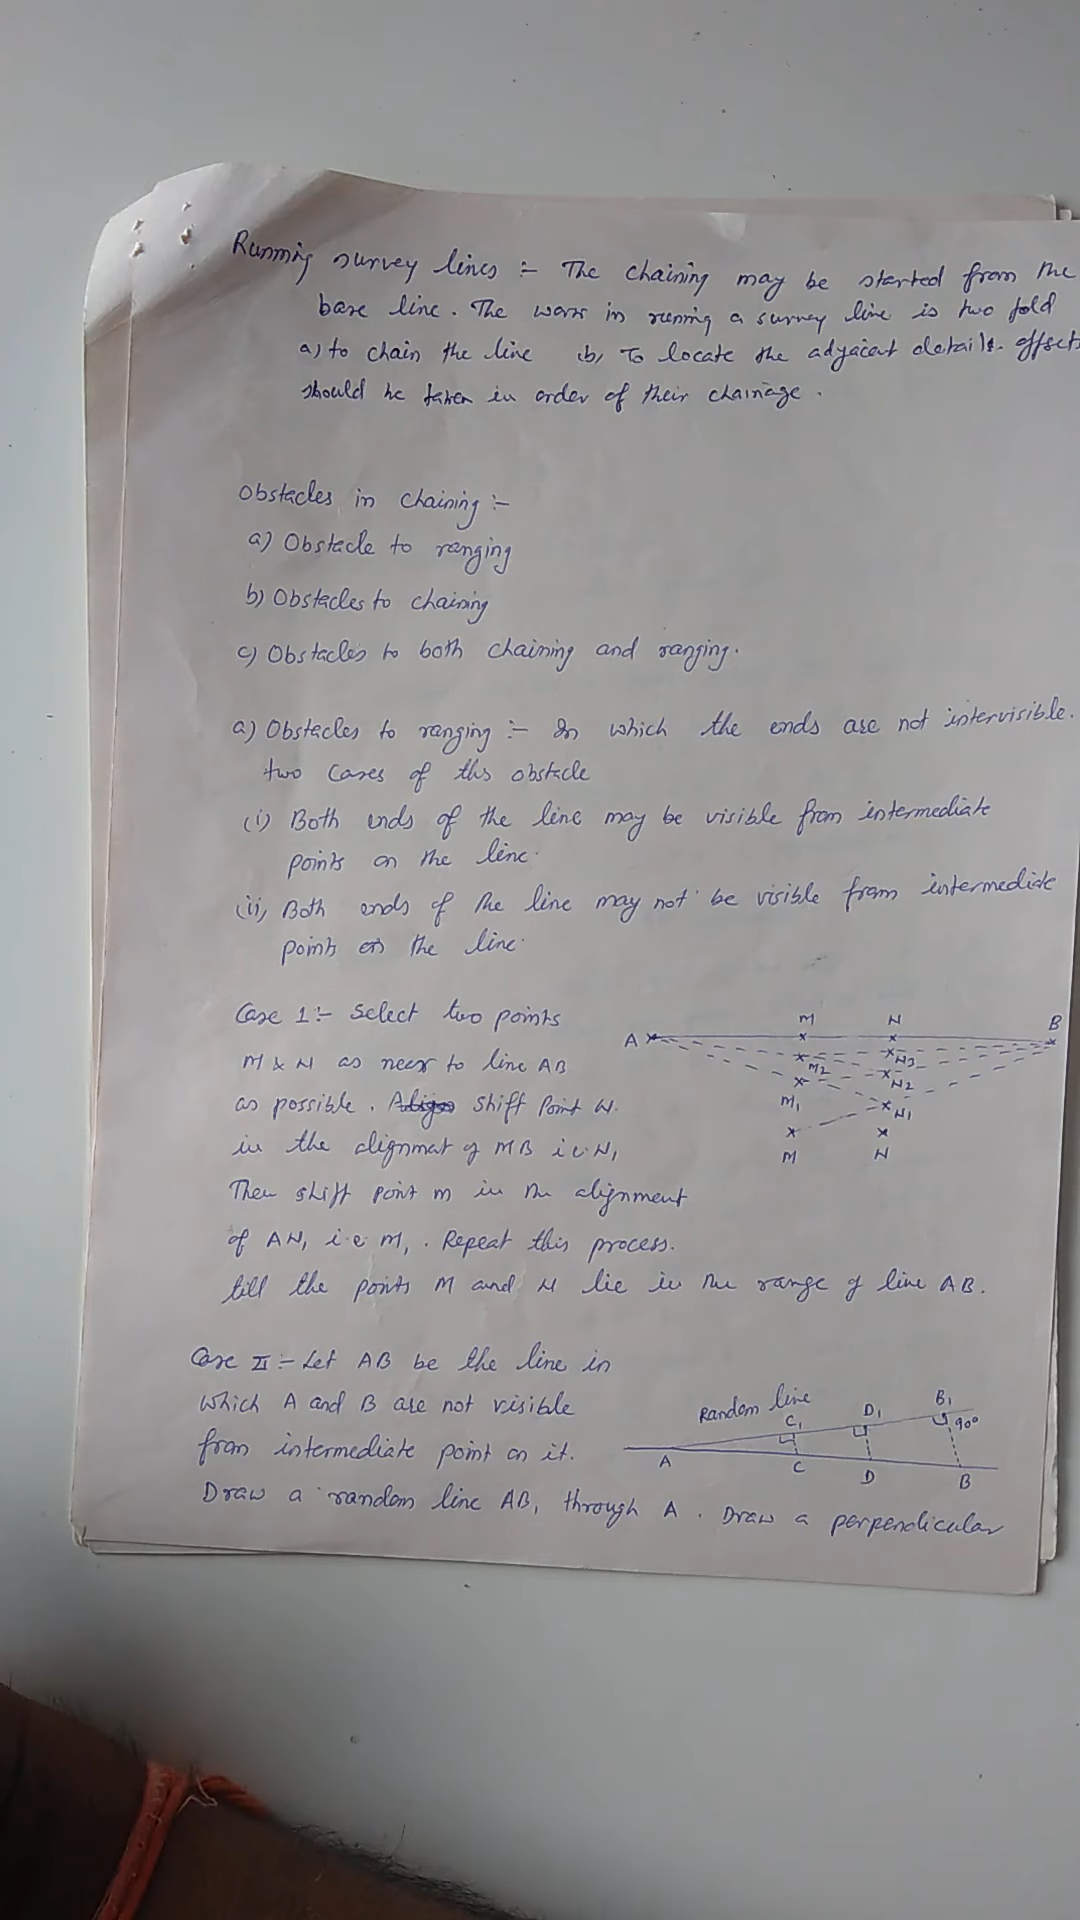 Running survey lines :- The chaining may be started from the
base line. The work in running a survey line is two fold
a) to chain the line (b) To locate the adyacent details. offsets
should be taken in order of their chainage.
Obstacles in chaining :-
a) Obstacle to ranging
b) Obstacles to chaining
c) Obstacles to both chaining and ranging.
a) Obstacles to ranging :- In which the ends are not intervisible.
two cases of ths obstacle
(i) Both ends of the line may be visible from intermediate
points on the line.
(ii) Both ends of the line may not be visible from intermediate
points on the line.
Case 1:- Select two points
M & N as near to line AB
as possible. Align shift Point N.
in the alignmat of MB i.e. N1
Then shift point m in the alignment
of AN1 i.e M1. Repeat this process.
till the points M and N lie in the range of line AB.
A M N B
M2 N3
N2
M1 N1
M N
Case II :- Let AB be the line in
which A and B are not visible
from intermediate point on it.
Draw a random line AB1 through A. Draw a perpendicular
Random line
C1 D1 B1
90°
A C D B